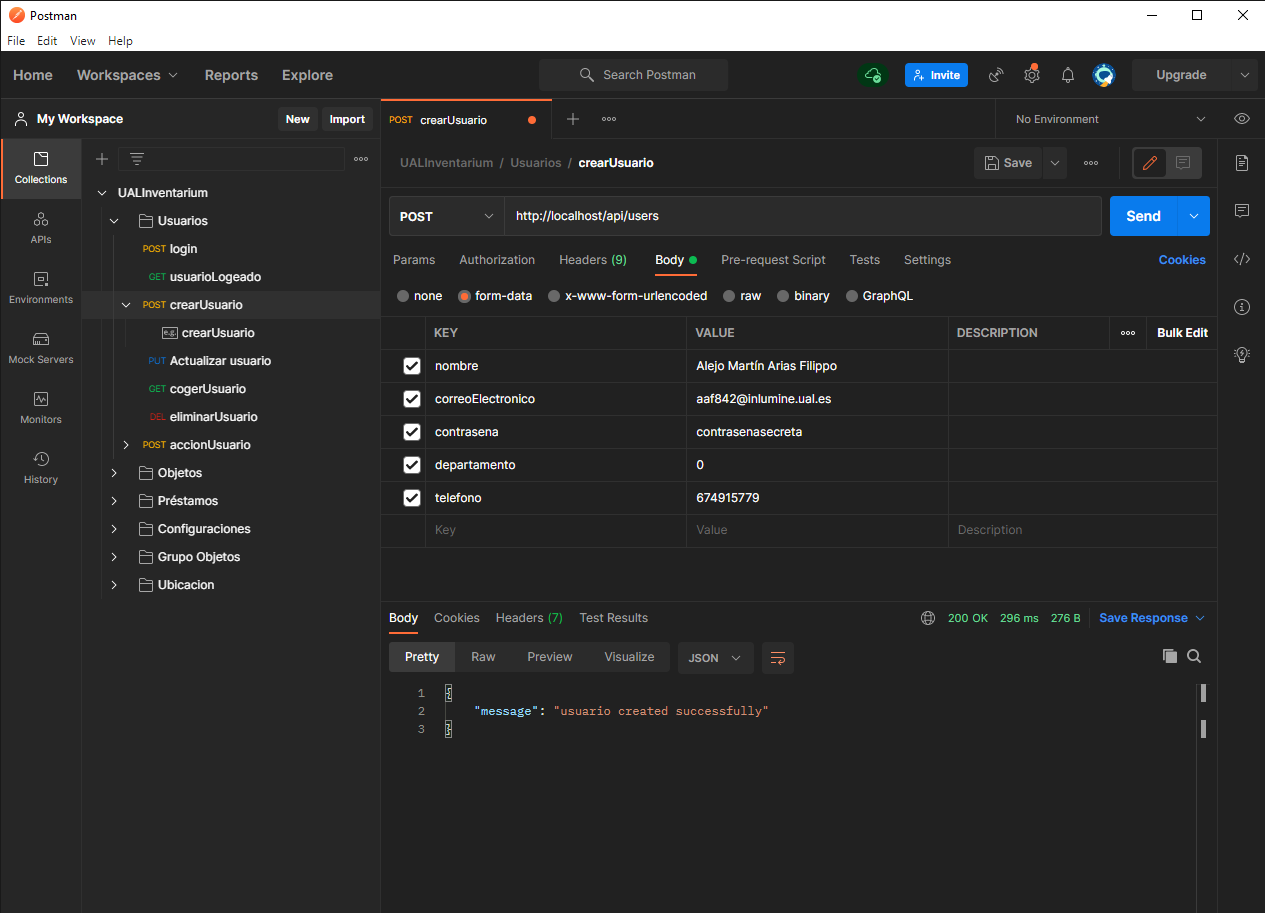 Postman
File Edit View Help
Home Workspaces Reports Explore Search Postman Invite Upgrade
My Workspace New Import
POST crearUsuario
No Environment
Collections
APIs
Environments
Mock Servers
Monitors
History
UALInventarium
Usuarios
POST login
GET usuarioLogeado
POST crearUsuario
e.g. crearUsuario
PUT Actualizar usuario
GET cogerUsuario
DEL eliminarUsuario
POST accionUsuario
Objetos
Préstamos
Configuraciones
Grupo Objetos
Ubicacion
UALInventarium / Usuarios / crearUsuario Save
POST http://localhost/api/users Send
Params Authorization Headers (9) Body Pre-request Script Tests Settings Cookies
none form-data x-www-form-urlencoded raw binary GraphQL
KEY VALUE DESCRIPTION Bulk Edit
nombre Alejo Martín Arias Filippo
correoElectronico aaf842@inlumine.ual.es
contrasena contrasenasecreta
departamento 0
telefono 674915779
Key Value Description
Body Cookies Headers (7) Test Results 200 OK 296 ms 276 B Save Response
Pretty Raw Preview Visualize JSON
1 {
2 "message": "usuario created successfully"
3 }